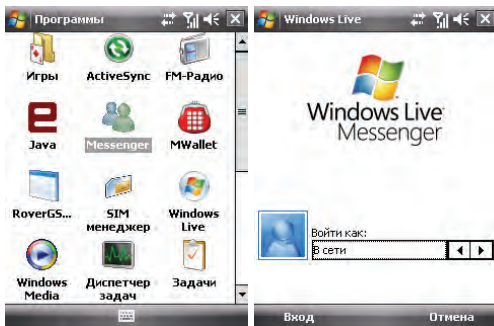 Программы
Игры
ActiveSync
FM-Радио
Java
Messenger
MWallet
RoverGS...
SIM менеджер
Windows Live
Windows Media
Диспетчер задач
Задачи
Windows Live
Windows Live
Messenger
Войти как:
В сети
Вход
Отмена